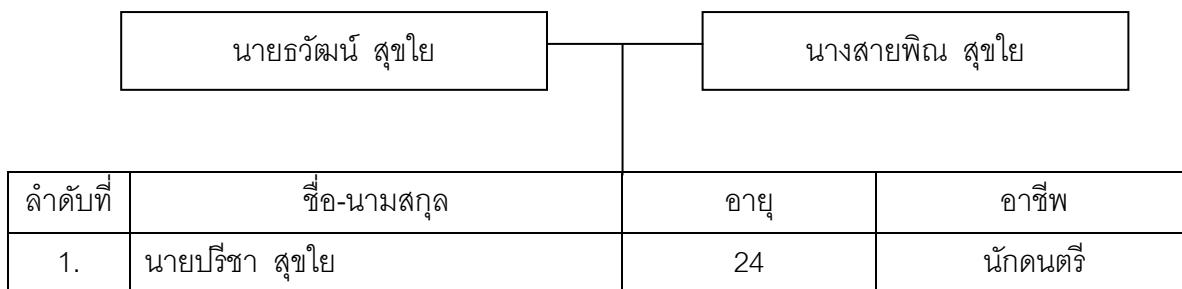 นายธวัฒน์ สุขใย นางสายพิณ สุขใย
ลำดับที่ ชื่อ-นามสกุล อายุ อาชีพ
1. นายปรีชา สุขใย 24 นักดนตรี